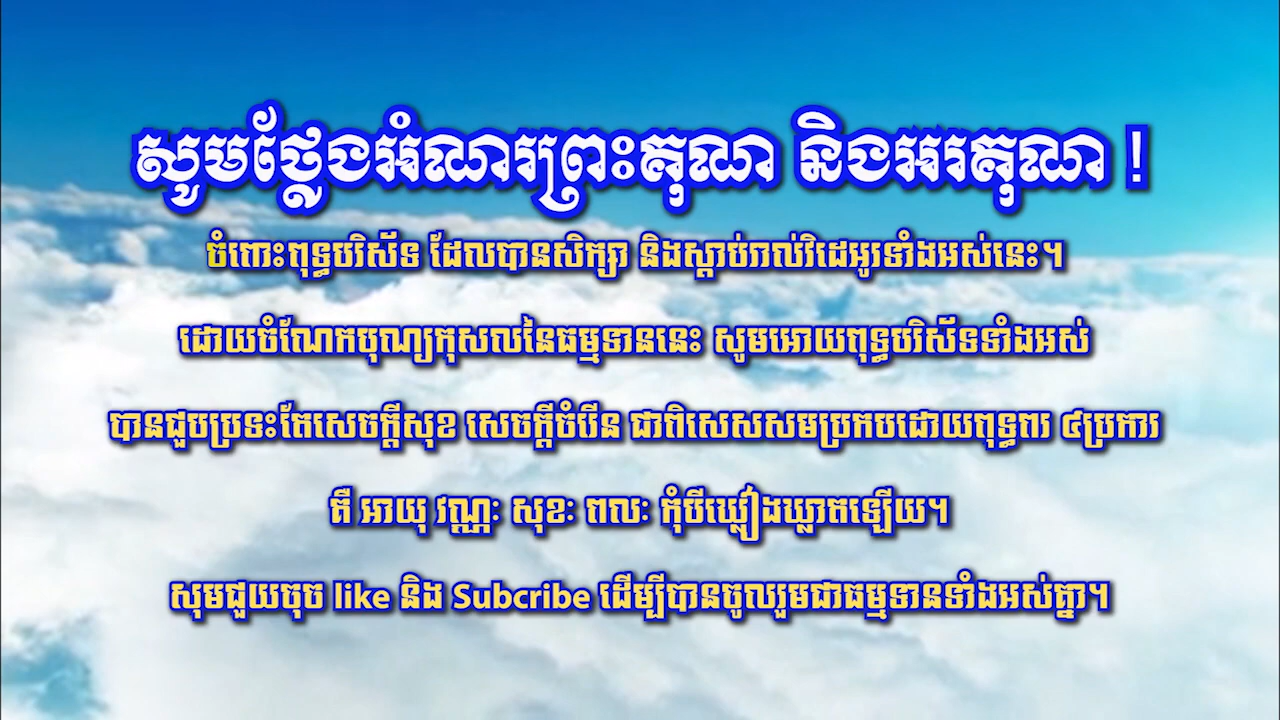 សូមថ្លែងអំណរព្រះគុណ និងអរគុណ !
ចំពោះពុទ្ធបរិស័ទ ដែលបានសិក្សា និងស្ដាប់រាល់វិដេអូរទាំងអស់នេះ។
ដោយចំណែកបុណ្យកុសលនៃធម្មទាននេះ សូមអោយពុទ្ធបរិស័ទទាំងអស់
បានជួបប្រទះតែសេចក្ដីសុខ សេចក្ដីចំរើន ជាពិសេសសមប្រកបដោយពុទ្ធពរ ៤ប្រការ
គឺ អាយុ វណ្ណៈ សុខៈ ពលៈ កុំបីឃ្លៀងឃ្លាតឡើយ។
សុមជួយចុច like និង Subcribe ដើម្បីបានចូលរួមជាធម្មទានទាំងអស់គ្នា។